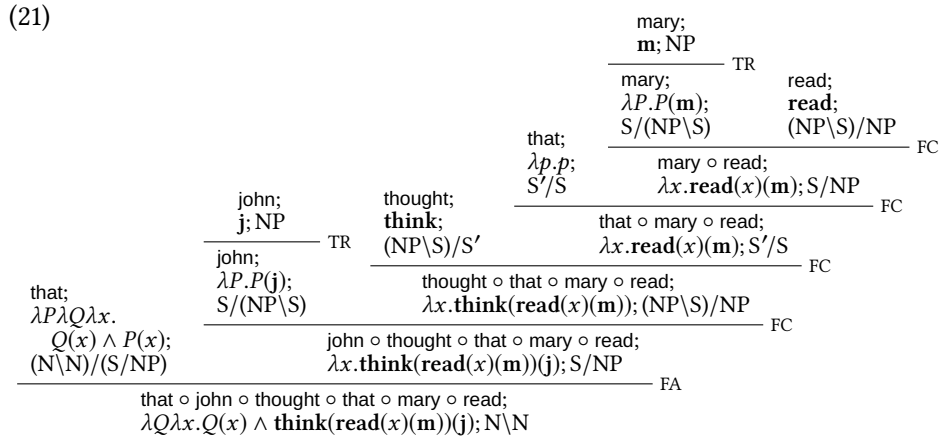 (21)
mary;
m; NP
TR
mary;
λP.P(m);
S/(NP\S)
read;
read;
(NP\S)/NP
FC
that;
λp.p;
S′/S
mary ○ read;
λx.read(x)(m); S/NP
FC
john;
j; NP
TR
thought;
think;
(NP\S)/S′
that ○ mary ○ read;
λx.read(x)(m); S′/S
FC
john;
λP.P(j);
S/(NP\S)
thought ○ that ○ mary ○ read;
λx.think(read(x)(m)); (NP\S)/NP
FC
that;
λPλQλx.
Q(x) ∧ P(x);
(N\N)/(S/NP)
john ○ thought ○ that ○ mary ○ read;
λx.think(read(x)(m))(j); S/NP
FA
that ○ john ○ thought ○ that ○ mary ○ read;
λQλx.Q(x) ∧ think(read(x)(m))(j); N\N